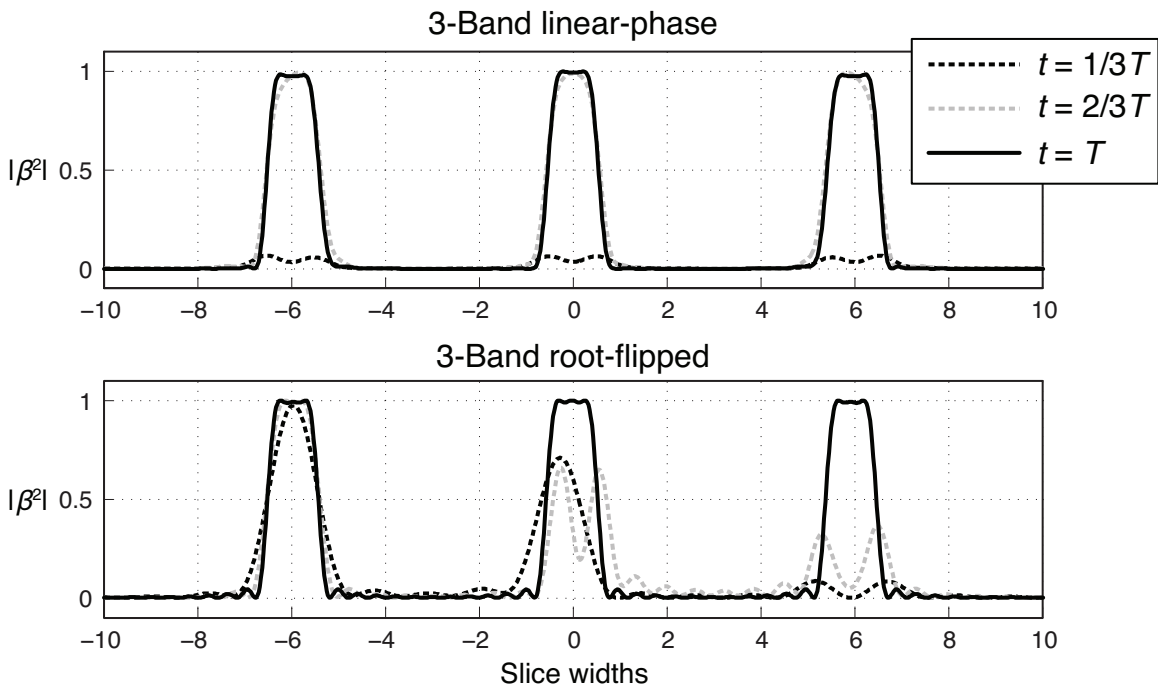 3-Band linear-phase
t = 1/3T
t = 2/3T
t = T
1
0.5
0
|β²|
−10 −8 −6 −4 −2 0 2 4 6 8 10
3-Band root-flipped
1
0.5
0
|β²|
−10 −8 −6 −4 −2 0 2 4 6 8 10
Slice widths